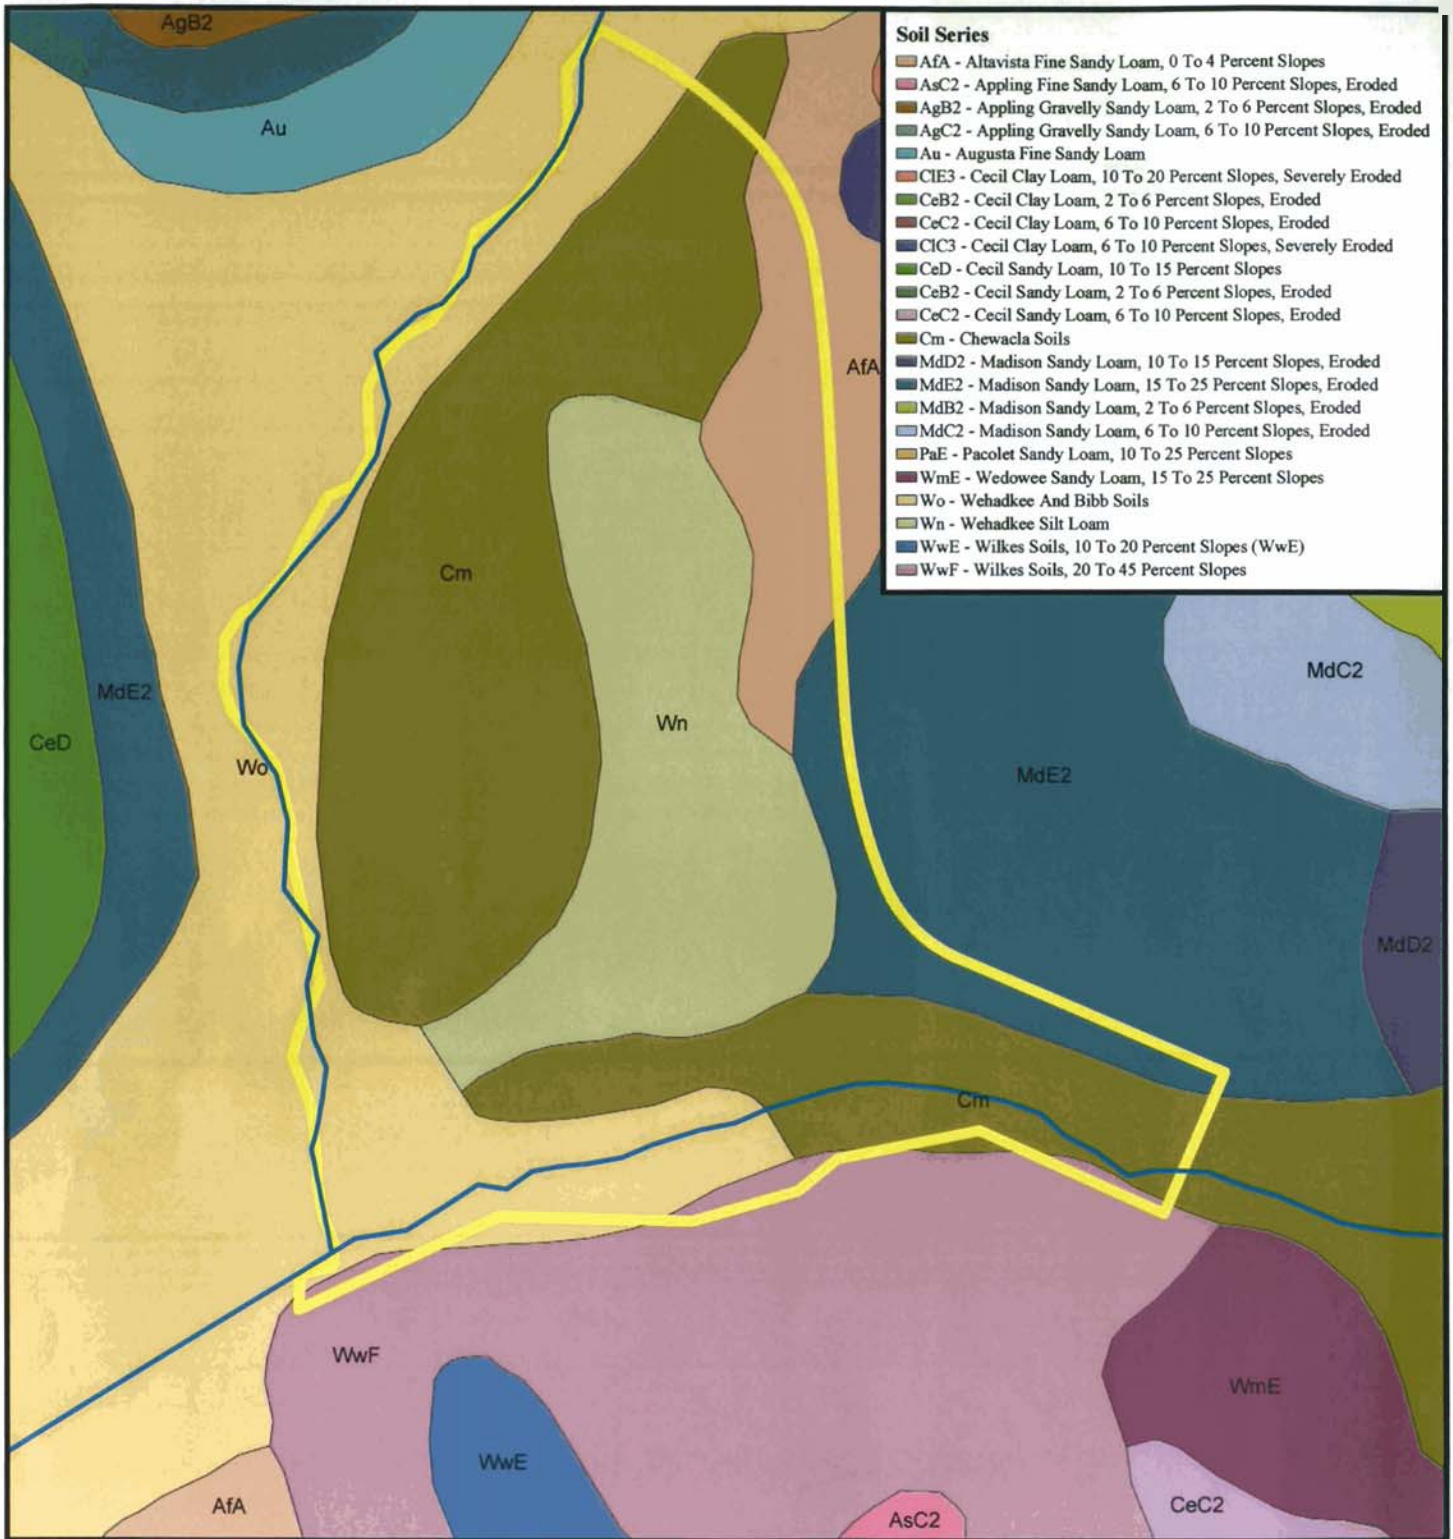 AgB2
Au
Soil Series
AfA - Altavista Fine Sandy Loam, 0 To 4 Percent Slopes
AsC2 - Appling Fine Sandy Loam, 6 To 10 Percent Slopes, Eroded
AgB2 - Appling Gravelly Sandy Loam, 2 To 6 Percent Slopes, Eroded
AgC2 - Appling Gravelly Sandy Loam, 6 To 10 Percent Slopes, Eroded
Au - Augusta Fine Sandy Loam
ClE3 - Cecil Clay Loam, 10 To 20 Percent Slopes, Severely Eroded
CeB2 - Cecil Clay Loam, 2 To 6 Percent Slopes, Eroded
CeC2 - Cecil Clay Loam, 6 To 10 Percent Slopes, Eroded
ClC3 - Cecil Clay Loam, 6 To 10 Percent Slopes, Severely Eroded
CeD - Cecil Sandy Loam, 10 To 15 Percent Slopes
CeB2 - Cecil Sandy Loam, 2 To 6 Percent Slopes, Eroded
CeC2 - Cecil Sandy Loam, 6 To 10 Percent Slopes, Eroded
Cm - Chewacla Soils
MdD2 - Madison Sandy Loam, 10 To 15 Percent Slopes, Eroded
MdE2 - Madison Sandy Loam, 15 To 25 Percent Slopes, Eroded
MdB2 - Madison Sandy Loam, 2 To 6 Percent Slopes, Eroded
MdC2 - Madison Sandy Loam, 6 To 10 Percent Slopes, Eroded
PaE - Pacolet Sandy Loam, 10 To 25 Percent Slopes
WmE - Wedowee Sandy Loam, 15 To 25 Percent Slopes
Wo - Wehadkee And Bibb Soils
Wn - Wehadkee Silt Loam
WwE - Wilkes Soils, 10 To 20 Percent Slopes (WwE)
WwF - Wilkes Soils, 20 To 45 Percent Slopes
AfA
Cm
MdC2
MdE2
Wn
CeD
Wo
MdE2
MdD2
Cm
WwF
WmE
WwE
AfA
CeC2
AsC2